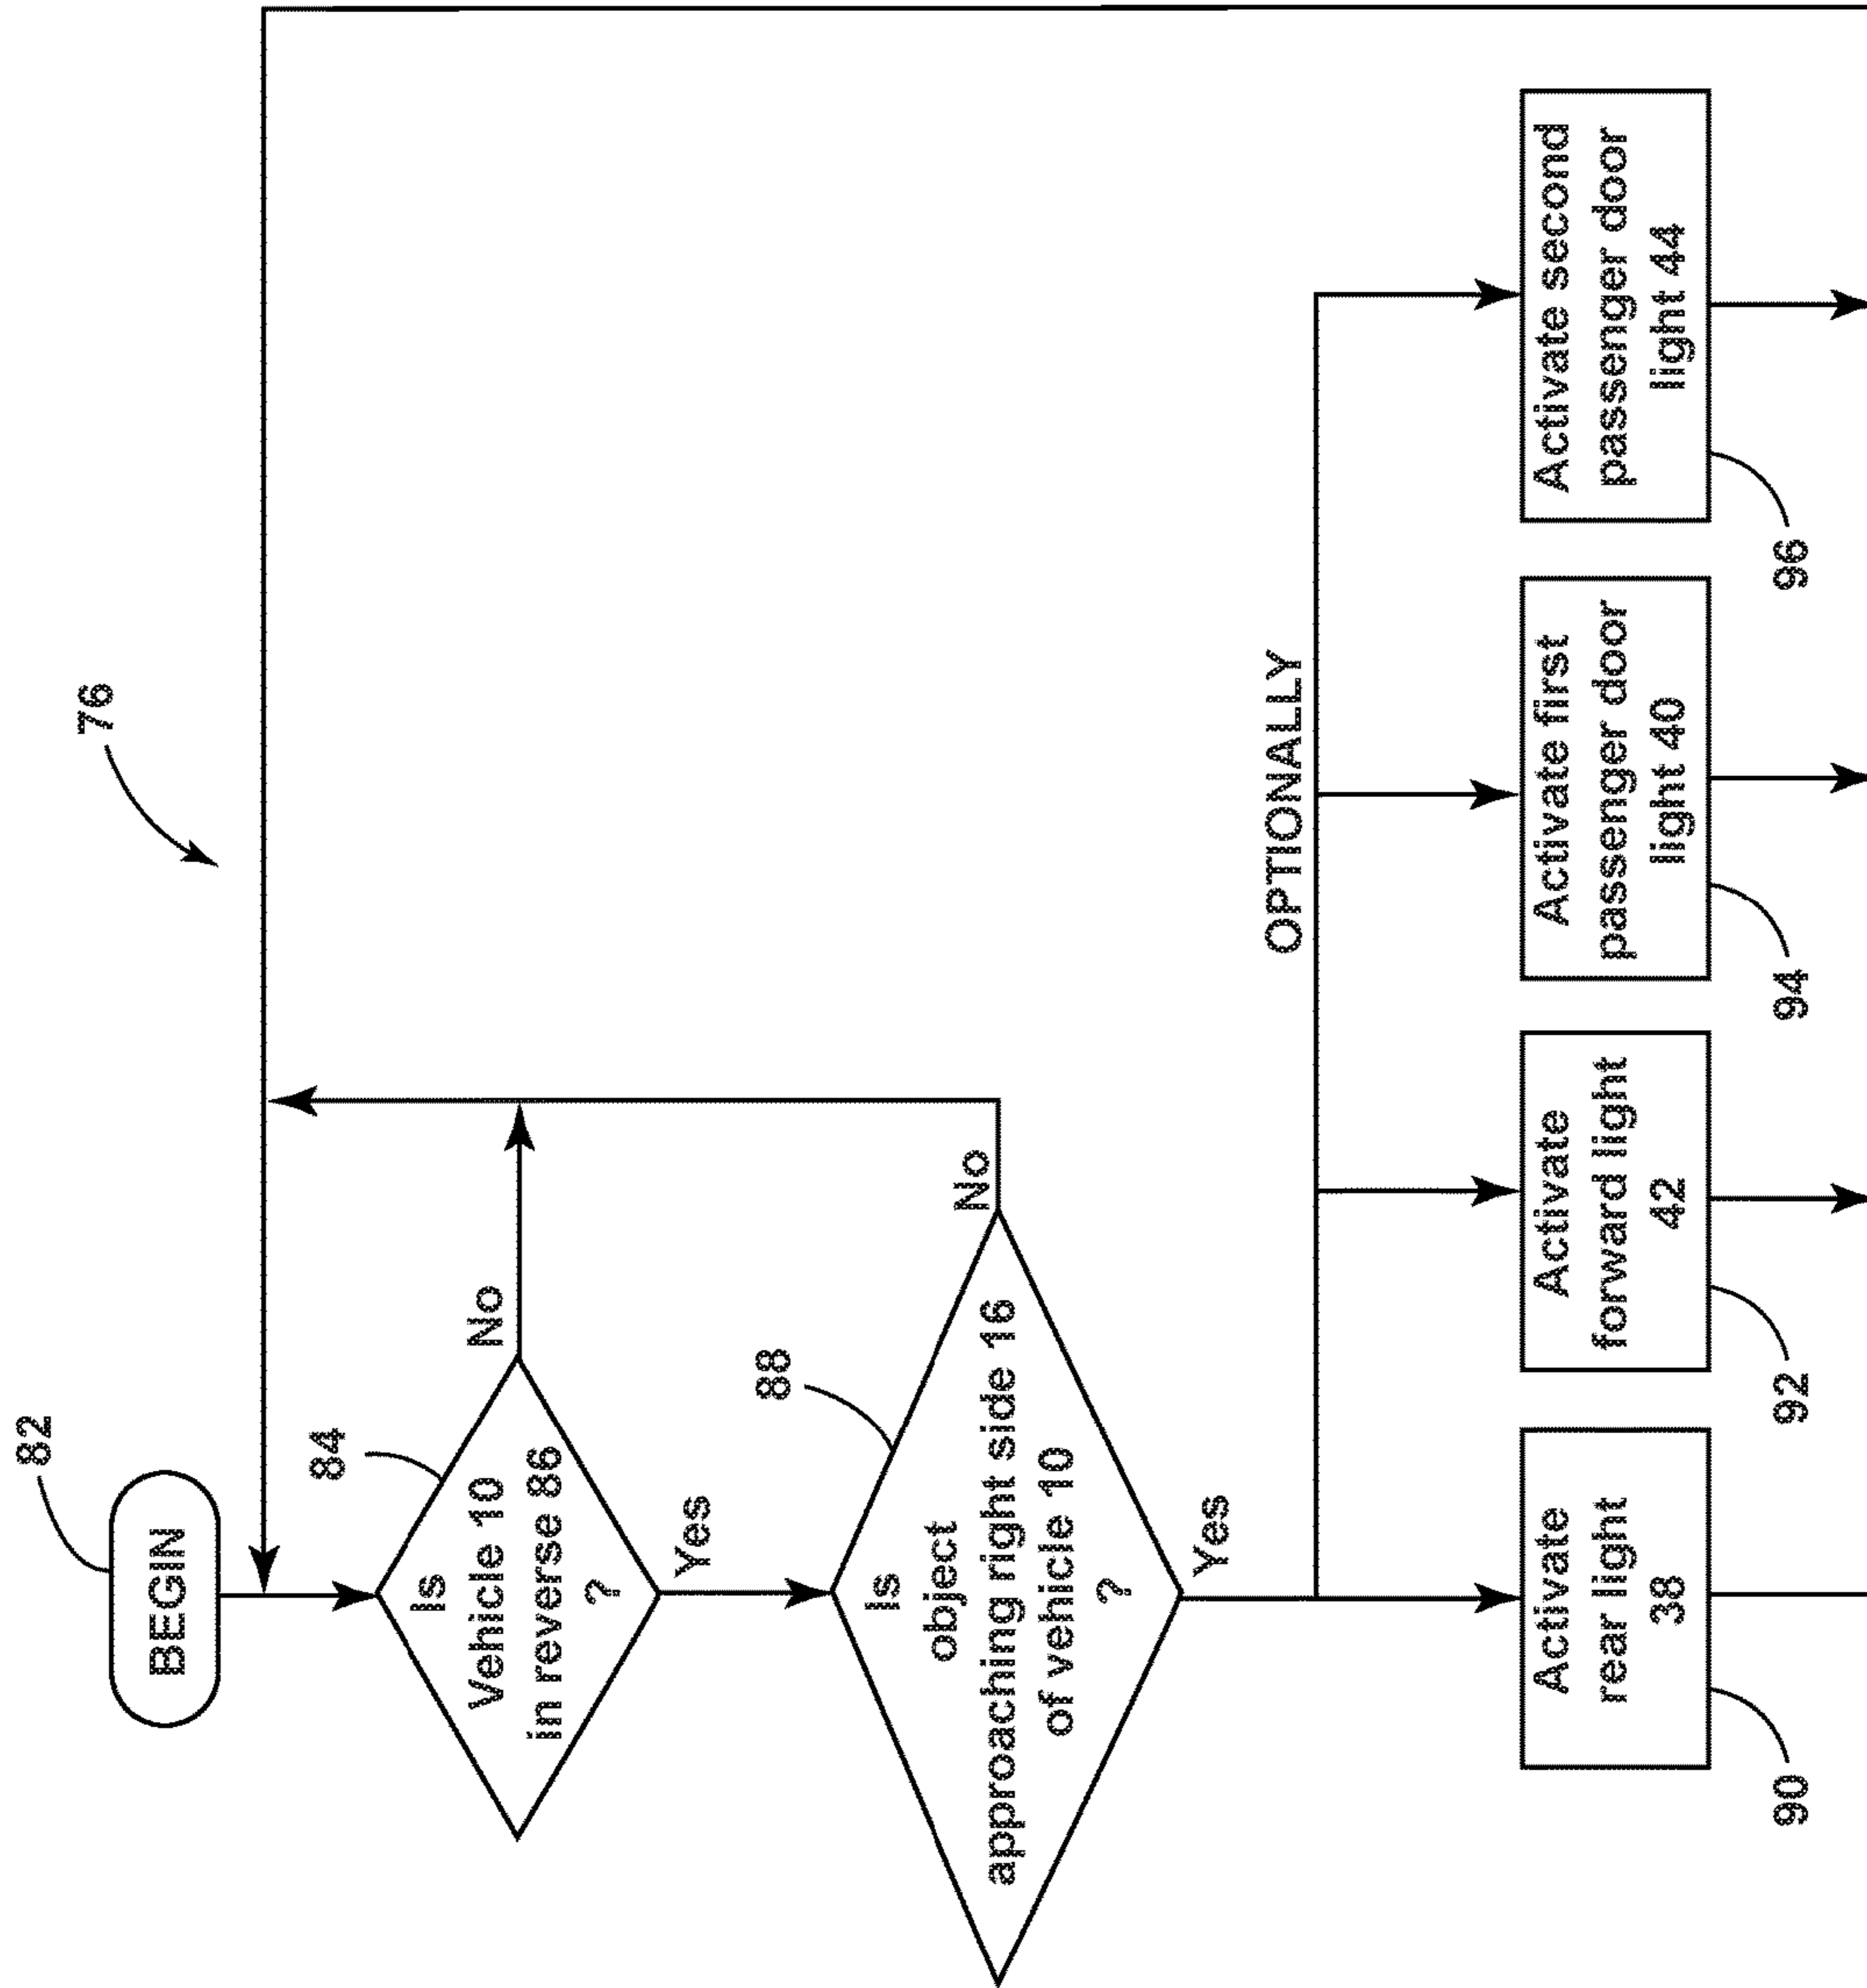 76
82
BEGIN
84
Is
Vehicle 10
in reverse 86
?
No
Yes
88
Is
object
approaching right side 16
of vehicle 10
?
No
Yes
OPTIONALLY
Activate
rear light
38
90
Activate
forward light
42
92
Activate first
passenger door
light 40
94
Activate second
passenger door
light 44
96